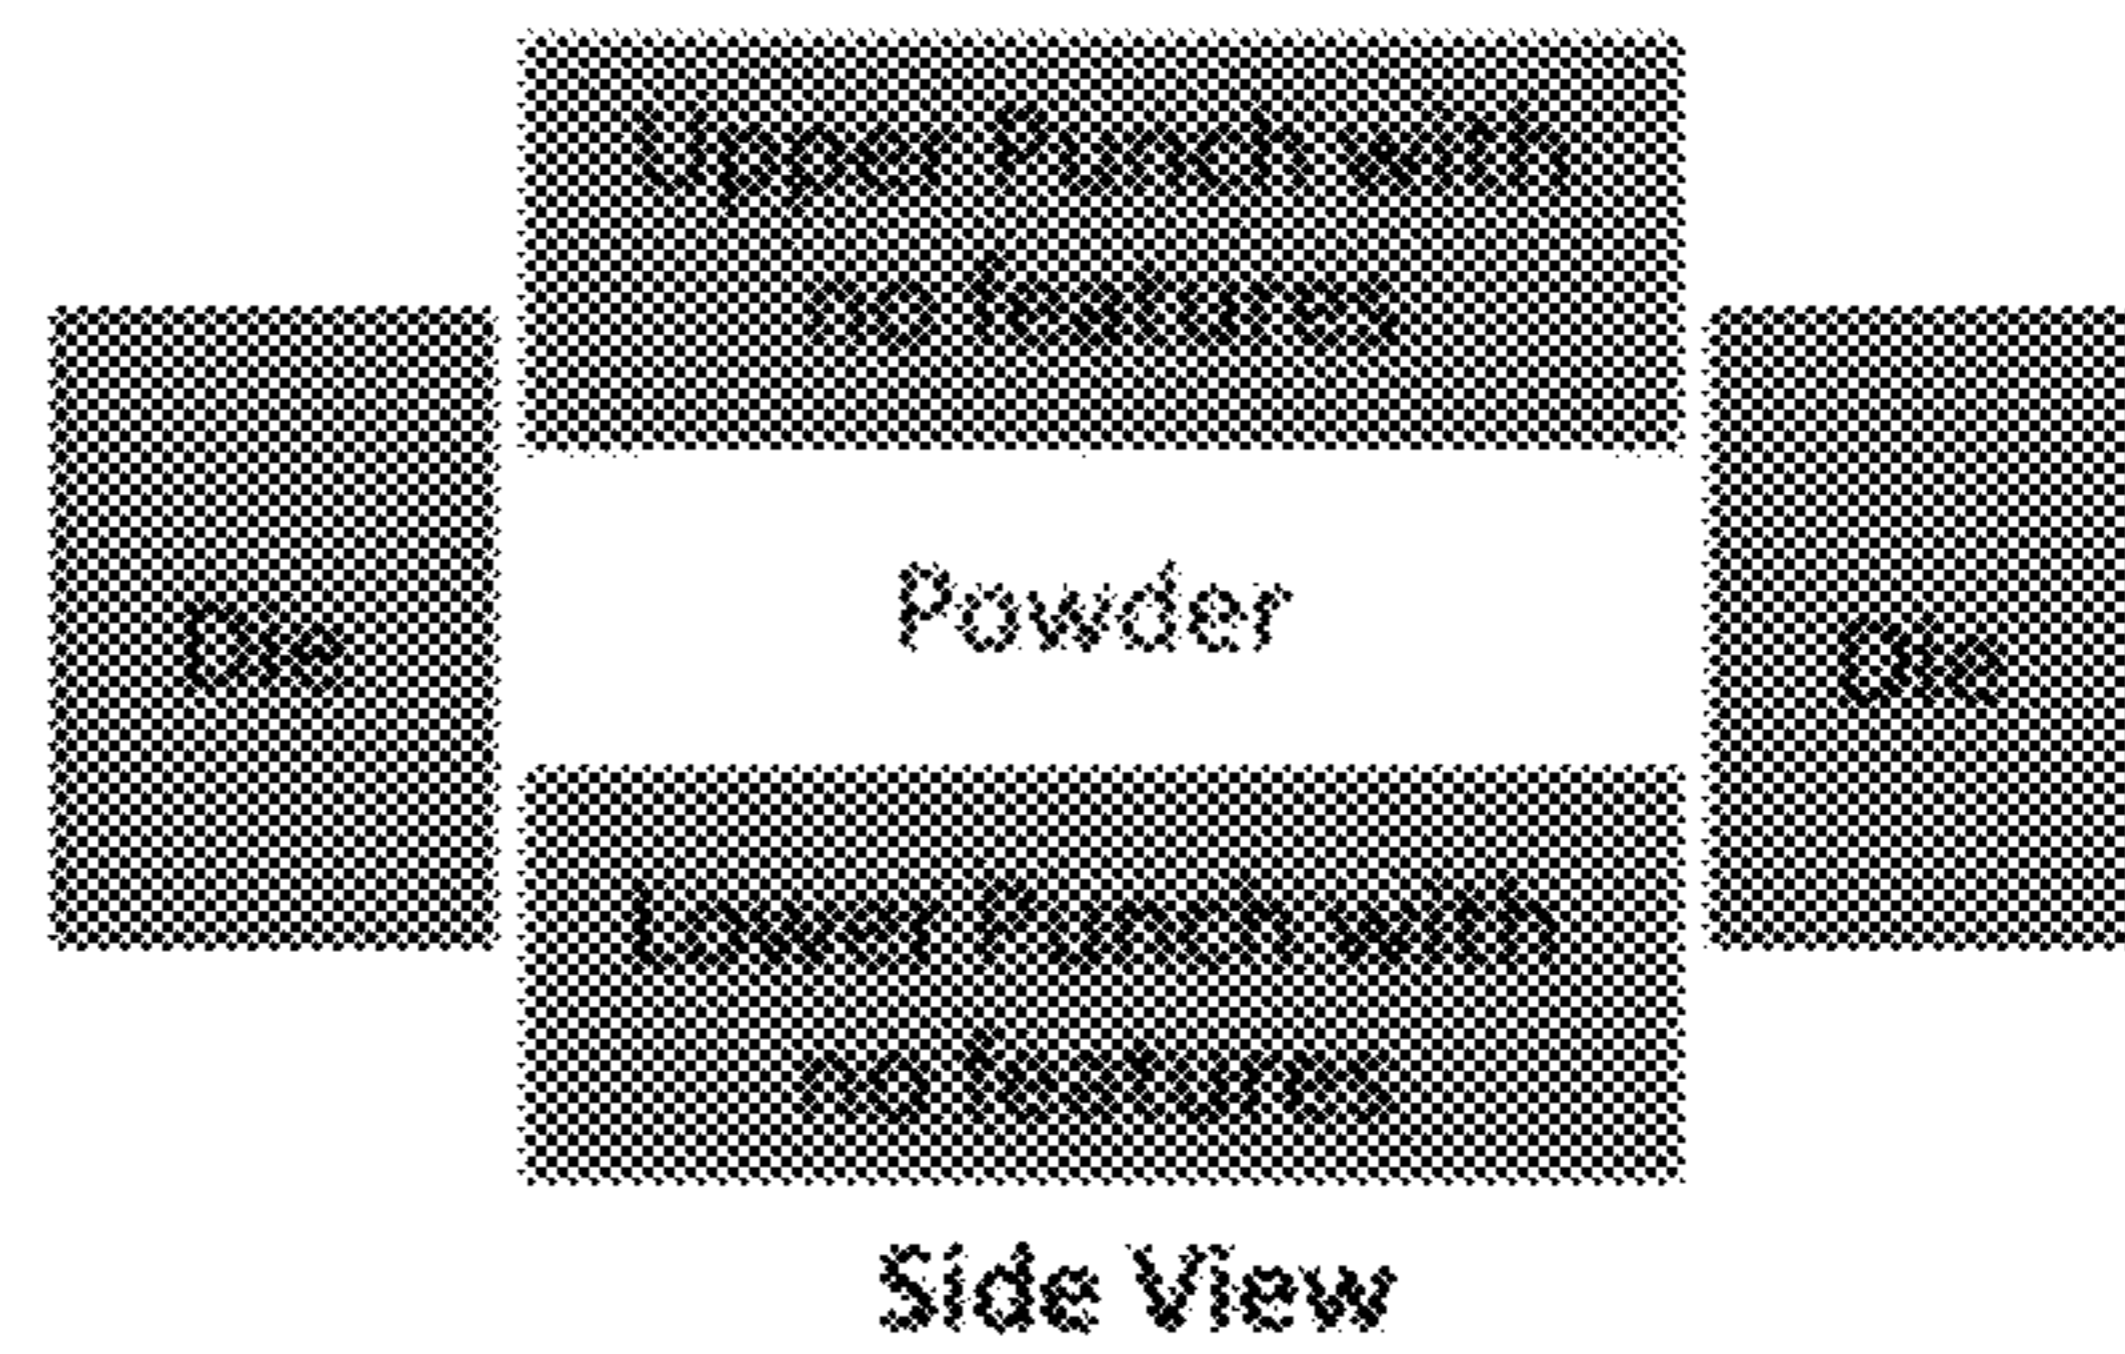 Upper Punch with
no features
Powder
Die
Die
Lower Punch with
no features
Side View